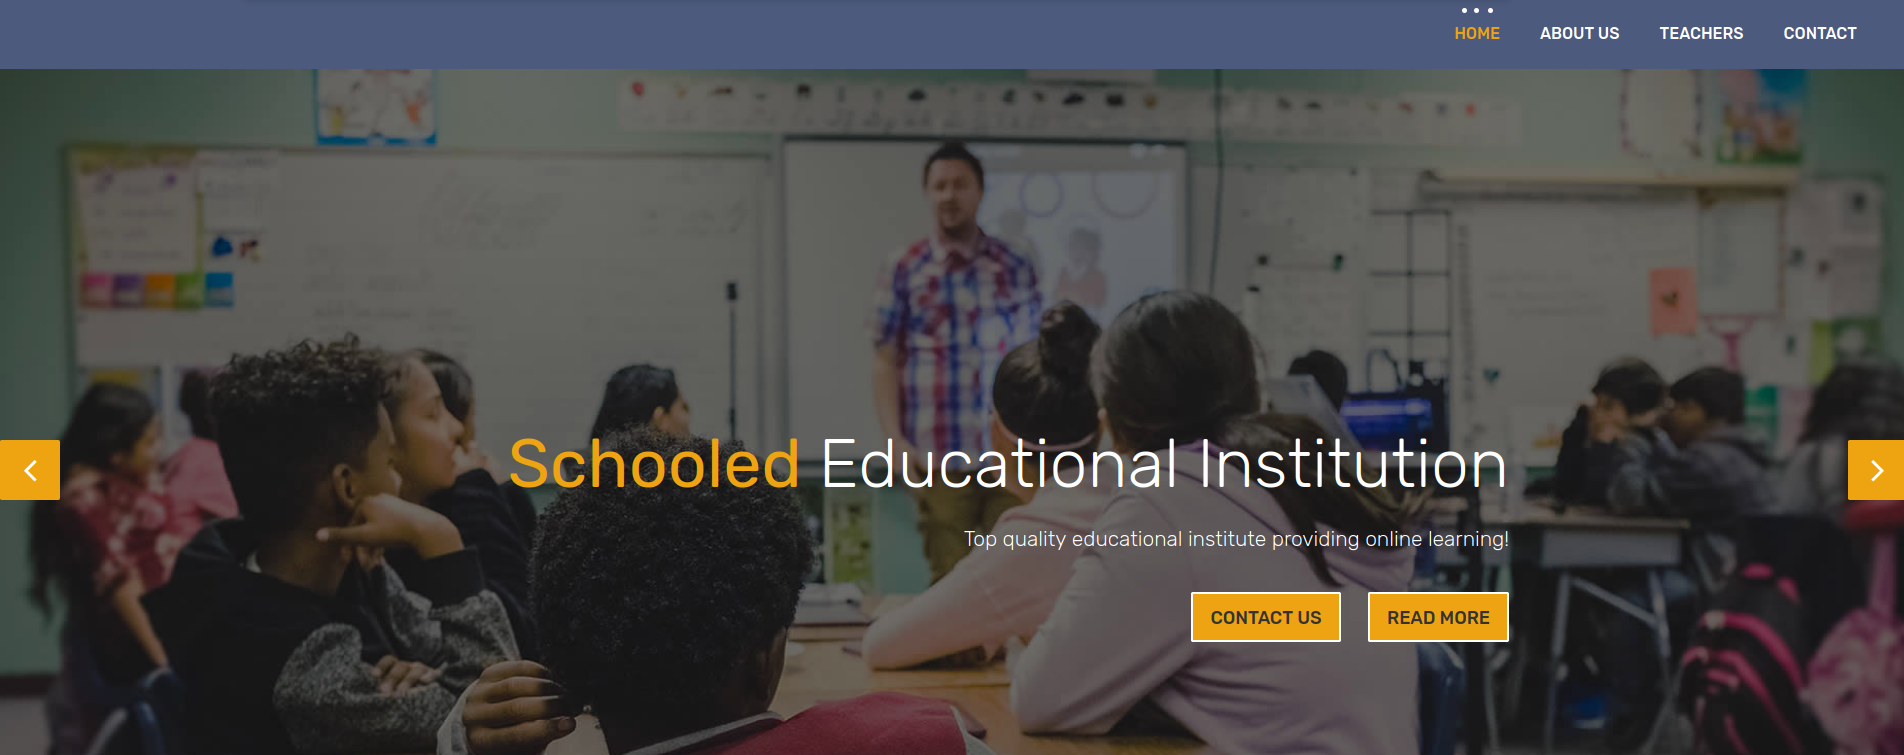 HOME ABOUT US TEACHERS CONTACT
Schooled Educational Institution
Top quality educational institute providing online learning!
CONTACT US READ MORE